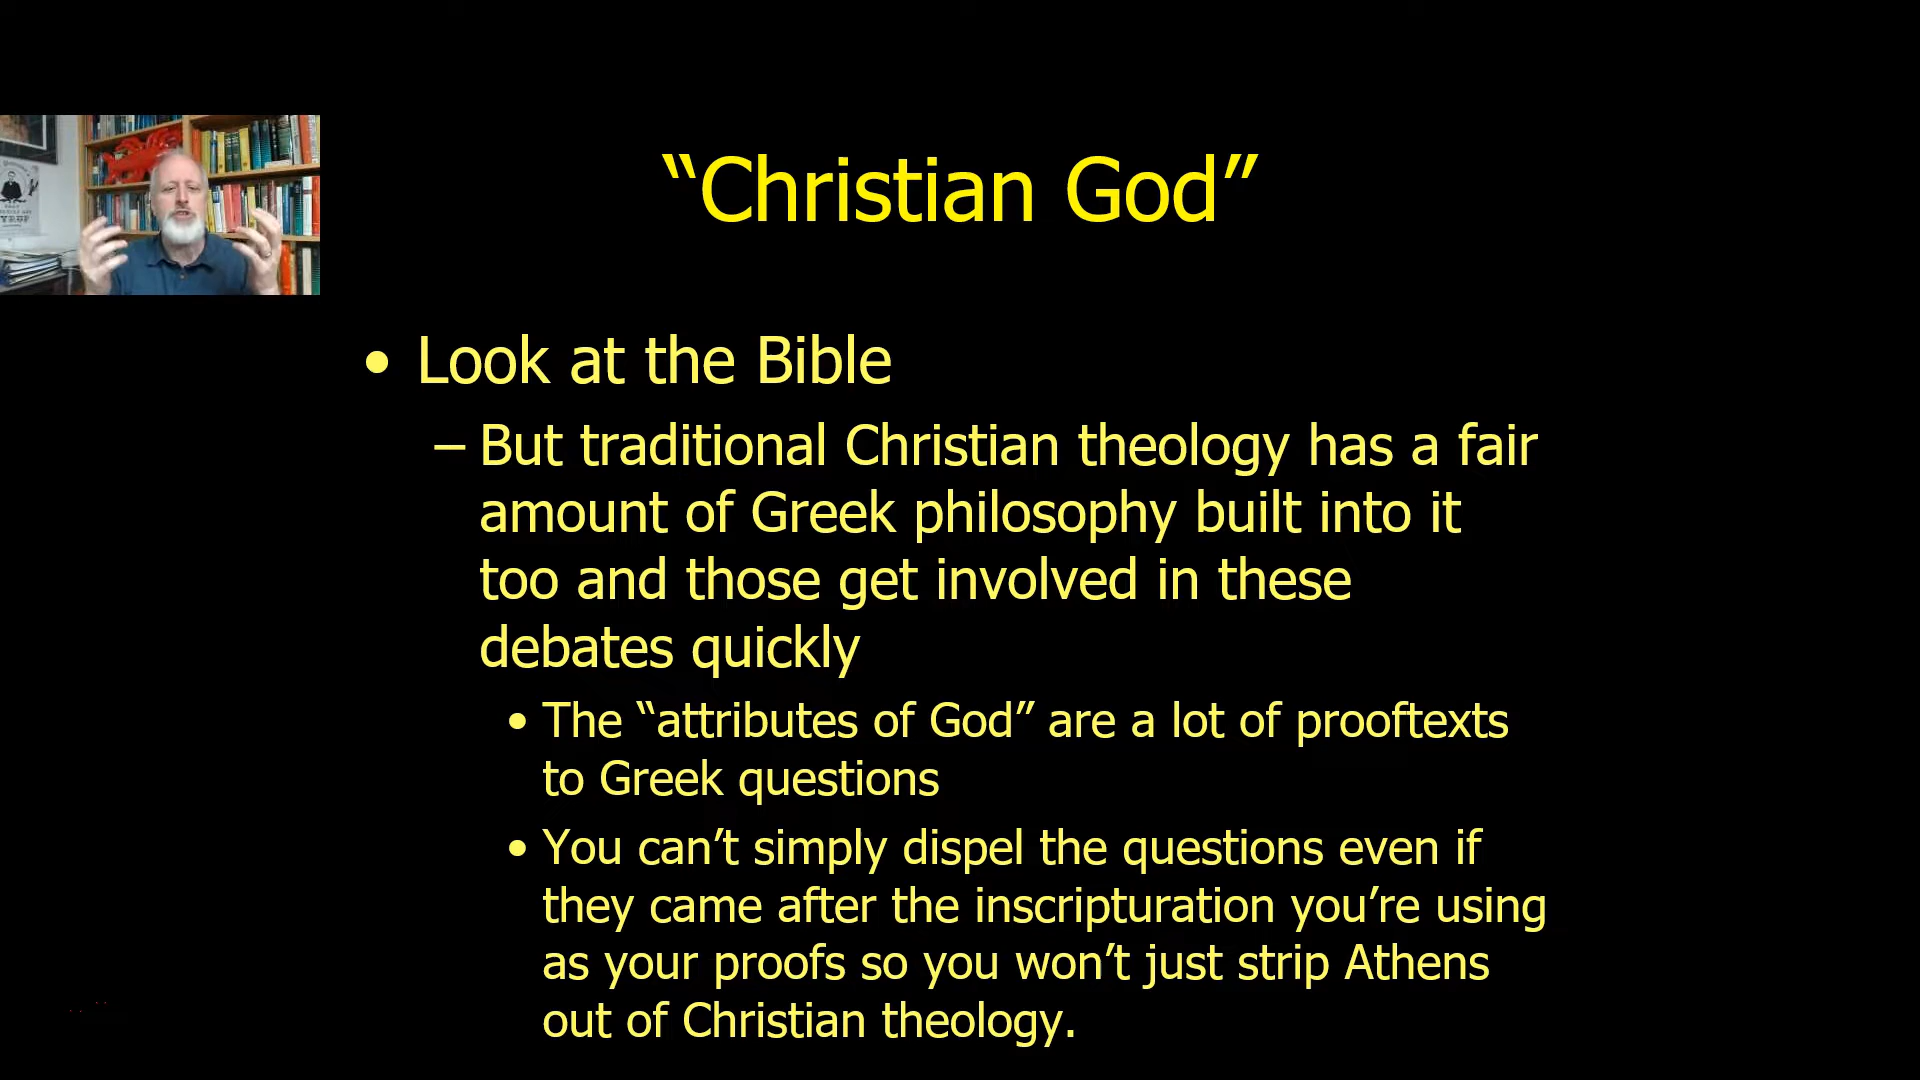 “Christian God”
• Look at the Bible
– But traditional Christian theology has a fair
amount of Greek philosophy built into it
too and those get involved in these
debates quickly
• The “attributes of God” are a lot of prooftexts
to Greek questions
• You can’t simply dispel the questions even if
they came after the inscripturation you’re using
as your proofs so you won’t just strip Athens
out of Christian theology.